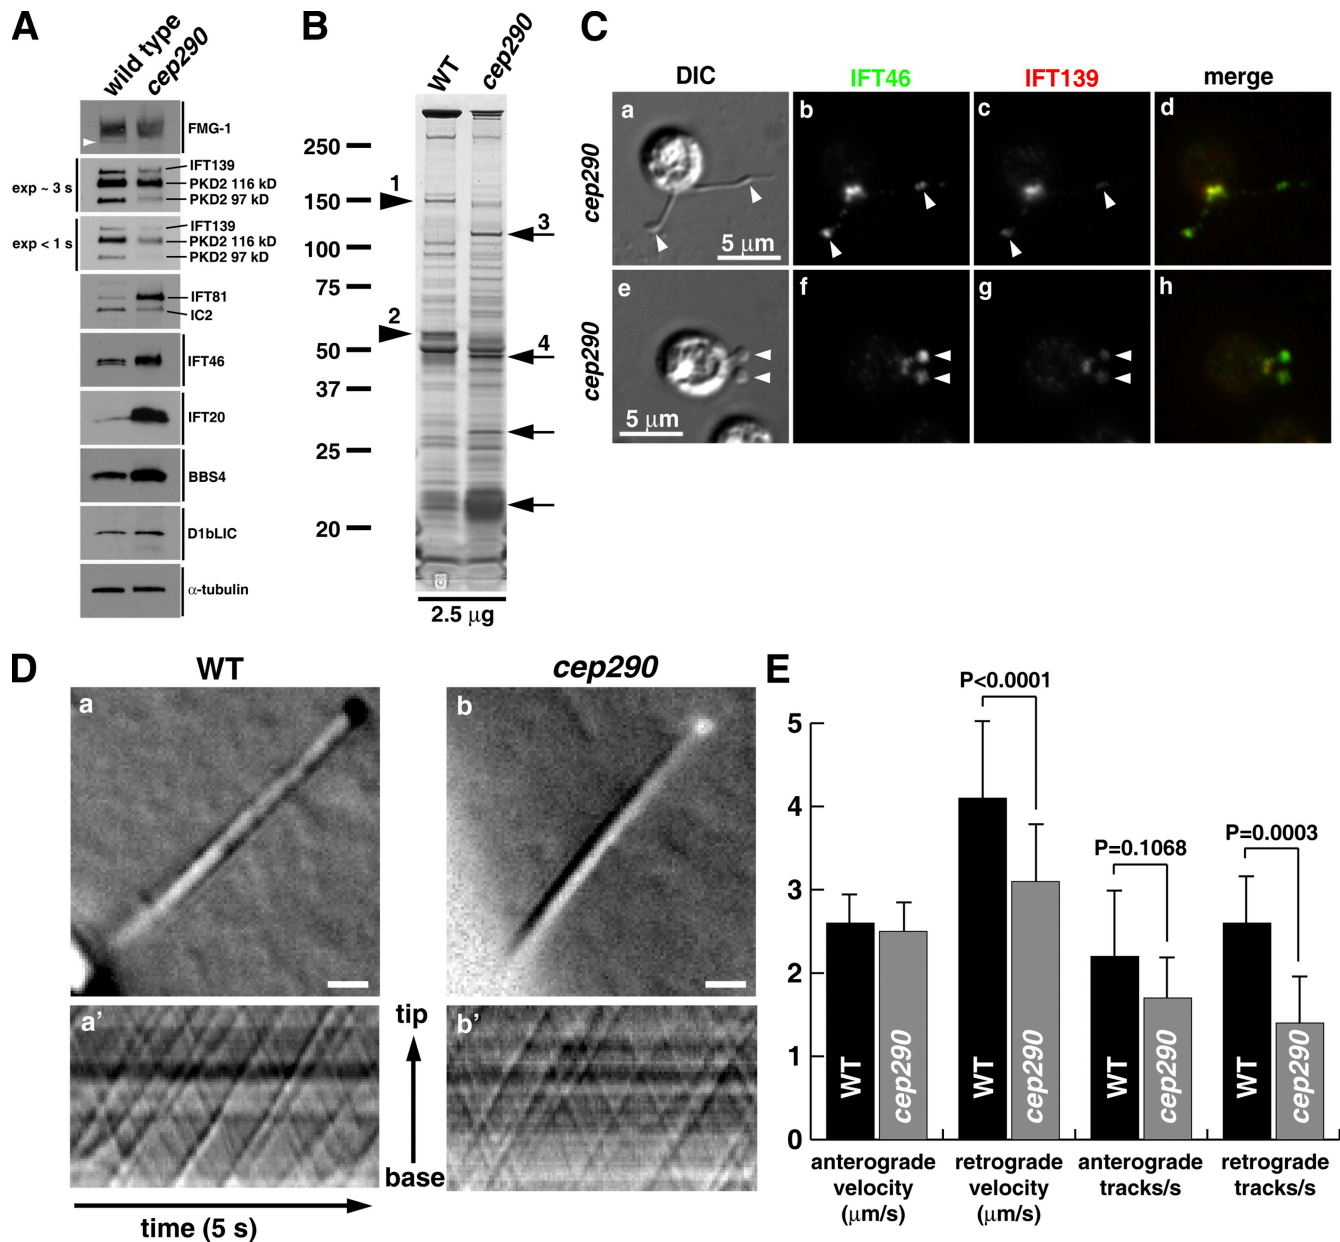 A
wild type
cep290
FMG-1
exp ~ 3 s
IFT139
PKD2 116 kD
PKD2 97 kD
exp < 1 s
IFT139
PKD2 116 kD
PKD2 97 kD
IFT81
IC2
IFT46
IFT20
BBS4
D1bLIC
α-tubulin
B
WT
cep290
250
150
100
75
50
37
25
20
1
2
3
4
2.5 μg
C
DIC
IFT46
IFT139
merge
cep290
a
b
c
d
5 μm
cep290
e
f
g
h
5 μm
D
WT
cep290
a
b
a'
b'
tip
base
time (5 s)
E
P<0.0001
P=0.1068
P=0.0003
5
4
3
2
1
0
WT
cep290
WT
cep290
WT
cep290
WT
cep290
anterograde
velocity
(μm/s)
retrograde
velocity
(μm/s)
anterograde
tracks/s
retrograde
tracks/s